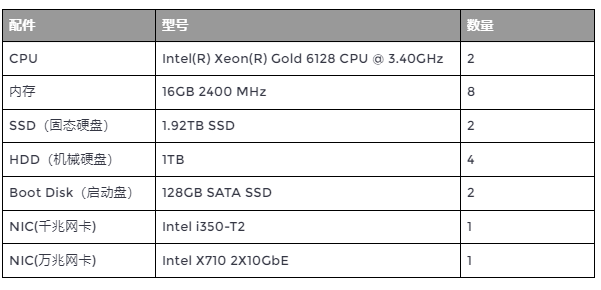 配件 型号 数量
CPU Intel(R) Xeon(R) Gold 6128 CPU @ 3.40GHz 2
内存 16GB 2400 MHz 8
SSD（固态硬盘） 1.92TB SSD 2
HDD（机械硬盘） 1TB 4
Boot Disk（启动盘） 128GB SATA SSD 2
NIC(千兆网卡) Intel i350-T2 1
NIC(万兆网卡) Intel X710 2X10GbE 1